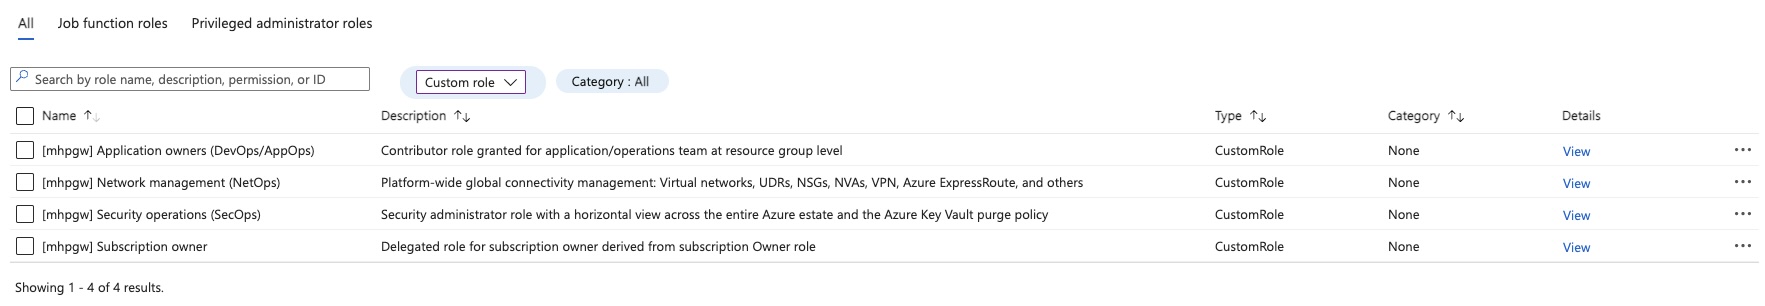 All Job function roles Privileged administrator roles
Search by role name, description, permission, or ID Custom role Category : All
Name Description Type Category Details
[mhpgw] Application owners (DevOps/AppOps) Contributor role granted for application/operations team at resource group level CustomRole None View
[mhpgw] Network management (NetOps) Platform-wide global connectivity management: Virtual networks, UDRs, NSGs, NVAs, VPN, Azure ExpressRoute, and others CustomRole None View
[mhpgw] Security operations (SecOps) Security administrator role with a horizontal view across the entire Azure estate and the Azure Key Vault purge policy CustomRole None View
[mhpgw] Subscription owner Delegated role for subscription owner derived from subscription Owner role CustomRole None View
Showing 1 - 4 of 4 results.